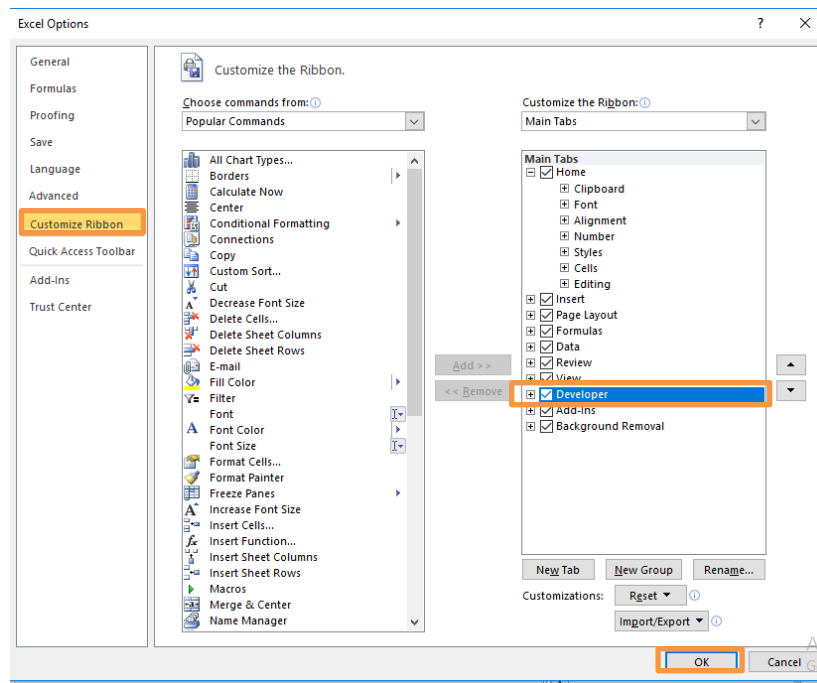 Excel Options
?
General
Formulas
Proofing
Save
Language
Advanced
Customize Ribbon
Quick Access Toolbar
Add-Ins
Trust Center
Customize the Ribbon.
Choose commands from:
Popular Commands
All Chart Types...
Borders
Calculate Now
Center
Conditional Formatting
Connections
Copy
Custom Sort...
Cut
Decrease Font Size
Delete Cells...
Delete Sheet Columns
Delete Sheet Rows
E-mail
Fill Color
Filter
Font
Font Color
Font Size
Format Cells...
Format Painter
Freeze Panes
Increase Font Size
Insert Cells...
Insert Function...
Insert Sheet Columns
Insert Sheet Rows
Macros
Merge & Center
Name Manager
Add >>
<< Remove
Customize the Ribbon:
Main Tabs
Main Tabs
Home
Clipboard
Font
Alignment
Number
Styles
Cells
Editing
Insert
Page Layout
Formulas
Data
Review
View
Developer
Add-Ins
Background Removal
New Tab
New Group
Rename...
Customizations:
Reset
Import/Export
OK
Cancel